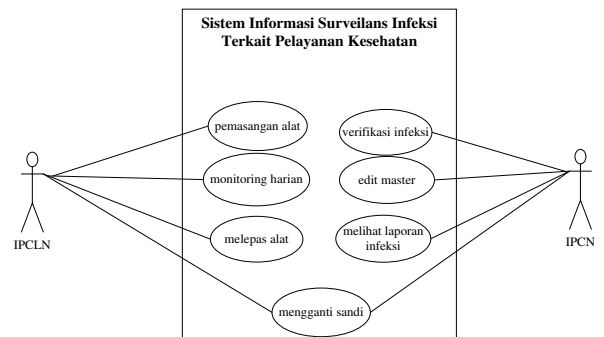 Sistem Informasi Surveilans Infeksi
Terkait Pelayanan Kesehatan
pemasangan alat
verifikasi infeksi
monitoring harian
edit master
melepas alat
melihat laporan
infeksi
mengganti sandi
IPCLN
IPCN